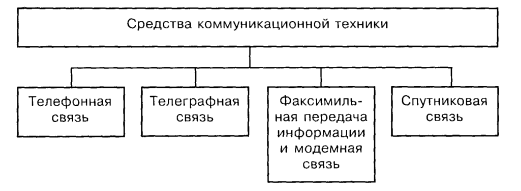 Средства коммуникационной техники
Телефонная
связь
Телеграфная
связь
Факсимиль-
ная передача
информации
и модемная
связь
Спутниковая
связь